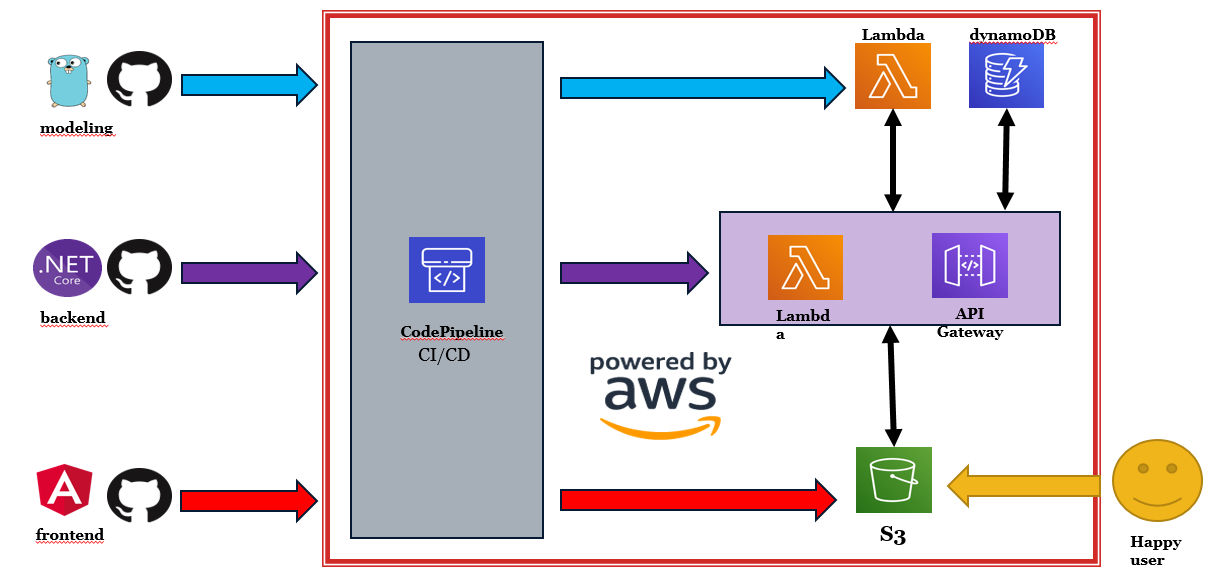 Lambda
dynamoDB
modeling
.NET
Core
backend
CodePipeline
CI/CD
Lambd
a
API
Gateway
powered by
aws
A
frontend
S3
Happy
user